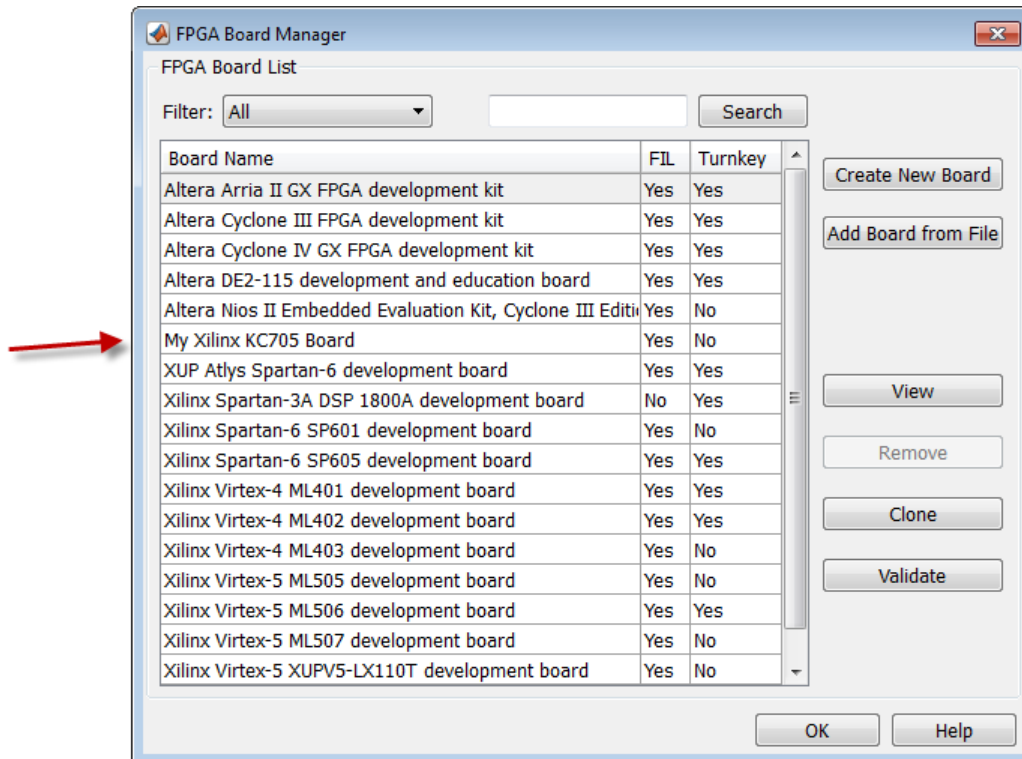 FPGA Board Manager
FPGA Board List
Filter: All Search
Board Name FIL Turnkey
Altera Arria II GX FPGA development kit Yes Yes
Create New Board
Altera Cyclone III FPGA development kit Yes Yes
Add Board from File
Altera Cyclone IV GX FPGA development kit Yes Yes
Altera DE2-115 development and education board Yes Yes
Altera Nios II Embedded Evaluation Kit, Cyclone III Editi Yes No
My Xilinx KC705 Board Yes No
XUP Atlys Spartan-6 development board Yes Yes
View
Xilinx Spartan-3A DSP 1800A development board No Yes
Xilinx Spartan-6 SP601 development board Yes No
Remove
Xilinx Spartan-6 SP605 development board Yes Yes
Xilinx Virtex-4 ML401 development board Yes Yes
Clone
Xilinx Virtex-4 ML402 development board Yes Yes
Xilinx Virtex-4 ML403 development board Yes No
Validate
Xilinx Virtex-5 ML505 development board Yes No
Xilinx Virtex-5 ML506 development board Yes Yes
Xilinx Virtex-5 ML507 development board Yes No
Xilinx Virtex-5 XUPV5-LX110T development board Yes No
OK Help